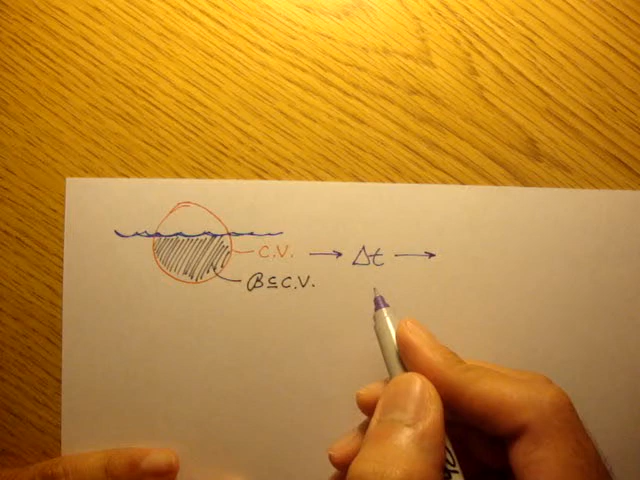 C.V. → Δt →
B ⊆ C.V.